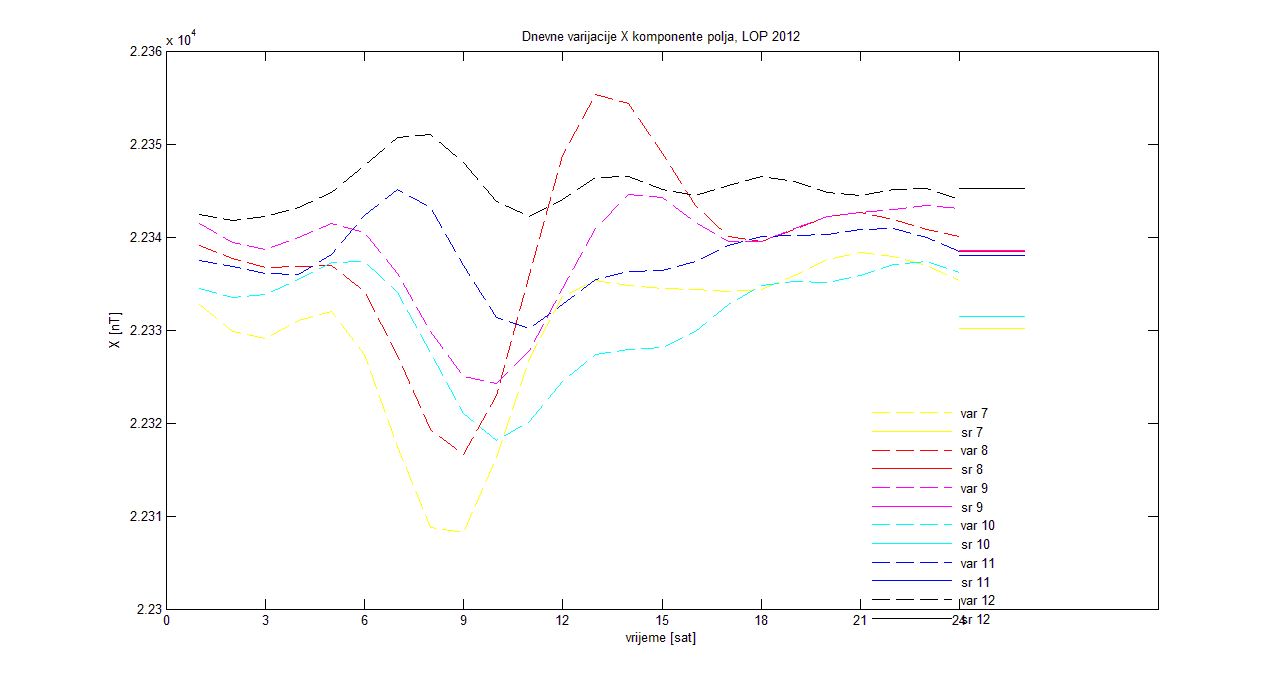 Dnevne varijacije X komponente polja, LOP 2012
x 10^4
2.236
2.235
2.234
2.233
2.232
2.231
2.23
X [nT]
0 3 6 9 12 15 18 21 24
vrijeme [sat]
var 7
sr 7
var 8
sr 8
var 9
sr 9
var 10
sr 10
var 11
sr 11
var 12
sr 12